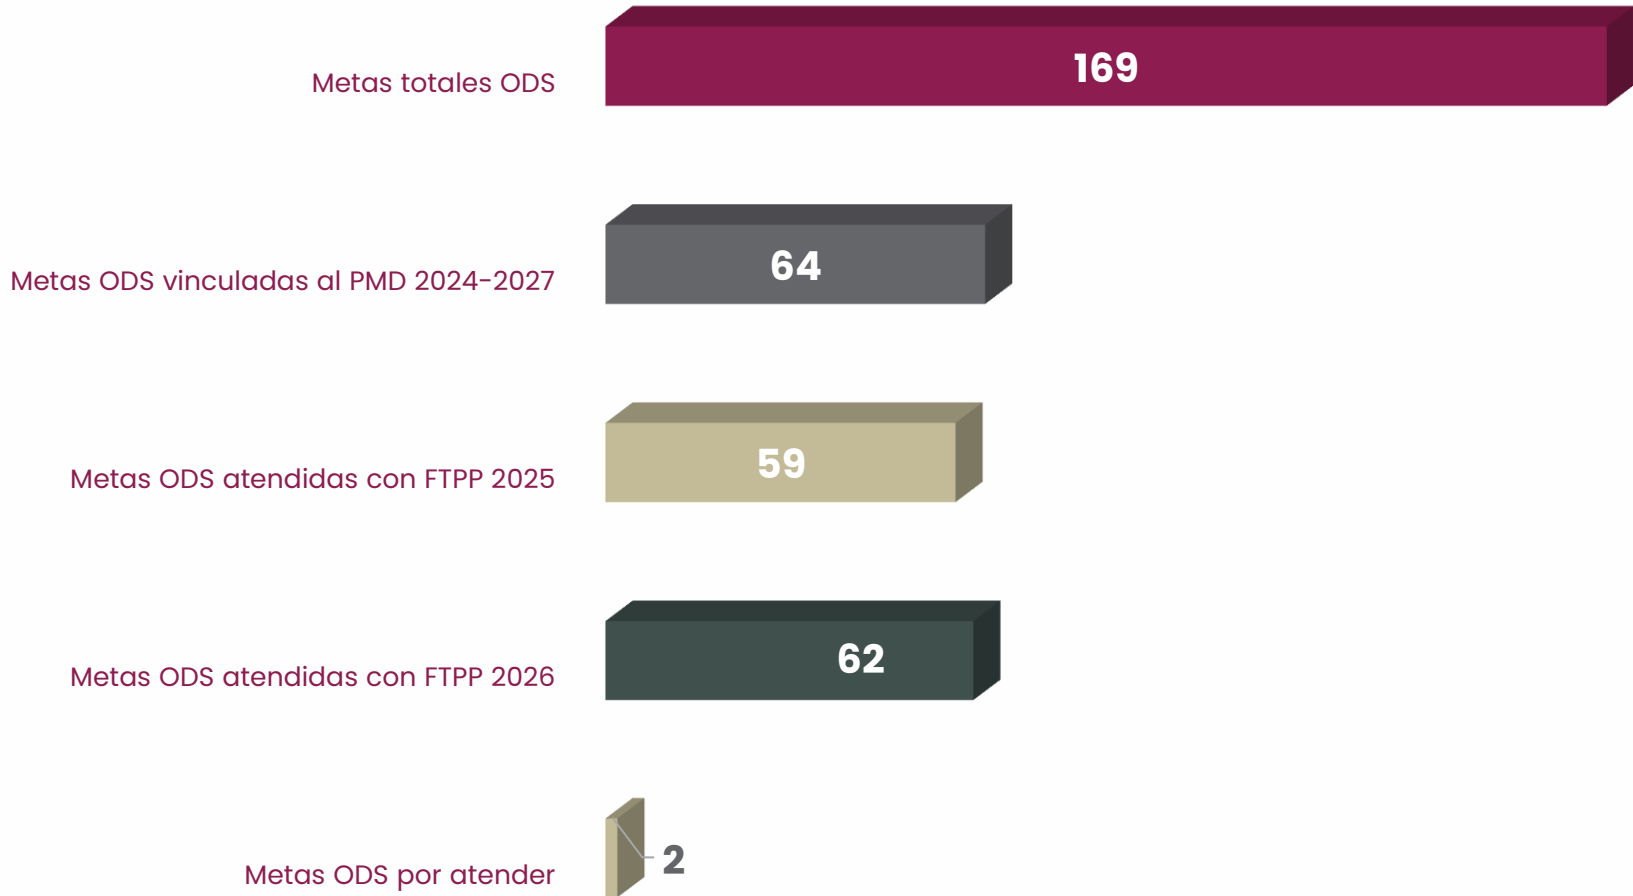 Metas totales ODS
169
Metas ODS vinculadas al PMD 2024-2027
64
Metas ODS atendidas con FTPP 2025
59
Metas ODS atendidas con FTPP 2026
62
Metas ODS por atender
2